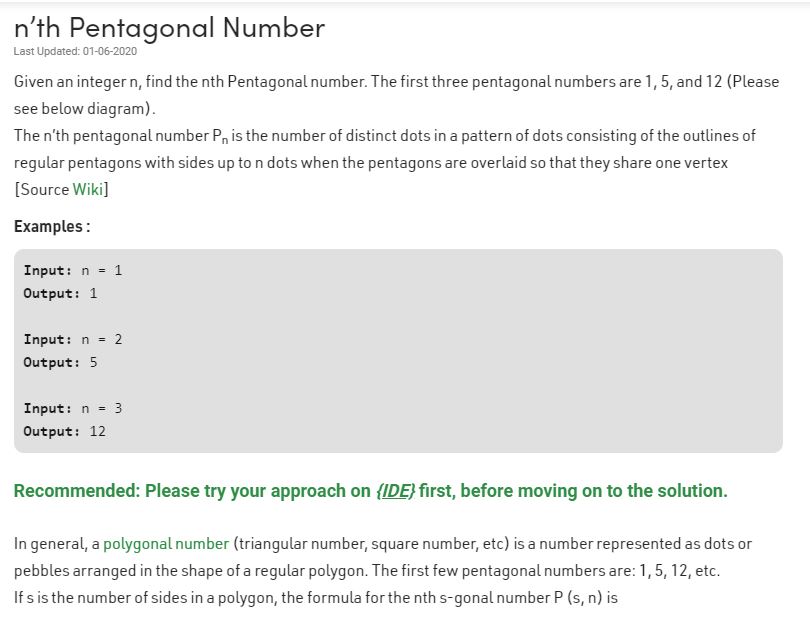 n’th Pentagonal Number
Last Updated: 01-06-2020
Given an integer n, find the nth Pentagonal number. The first three pentagonal numbers are 1, 5, and 12 (Please
see below diagram).
The n’th pentagonal number Pn is the number of distinct dots in a pattern of dots consisting of the outlines of
regular pentagons with sides up to n dots when the pentagons are overlaid so that they share one vertex
[Source Wiki]
Examples :
Input: n = 1
Output: 1
Input: n = 2
Output: 5
Input: n = 3
Output: 12
Recommended: Please try your approach on {IDE} first, before moving on to the solution.
In general, a polygonal number (triangular number, square number, etc) is a number represented as dots or
pebbles arranged in the shape of a regular polygon. The first few pentagonal numbers are: 1, 5, 12, etc.
If s is the number of sides in a polygon, the formula for the nth s-gonal number P (s, n) is